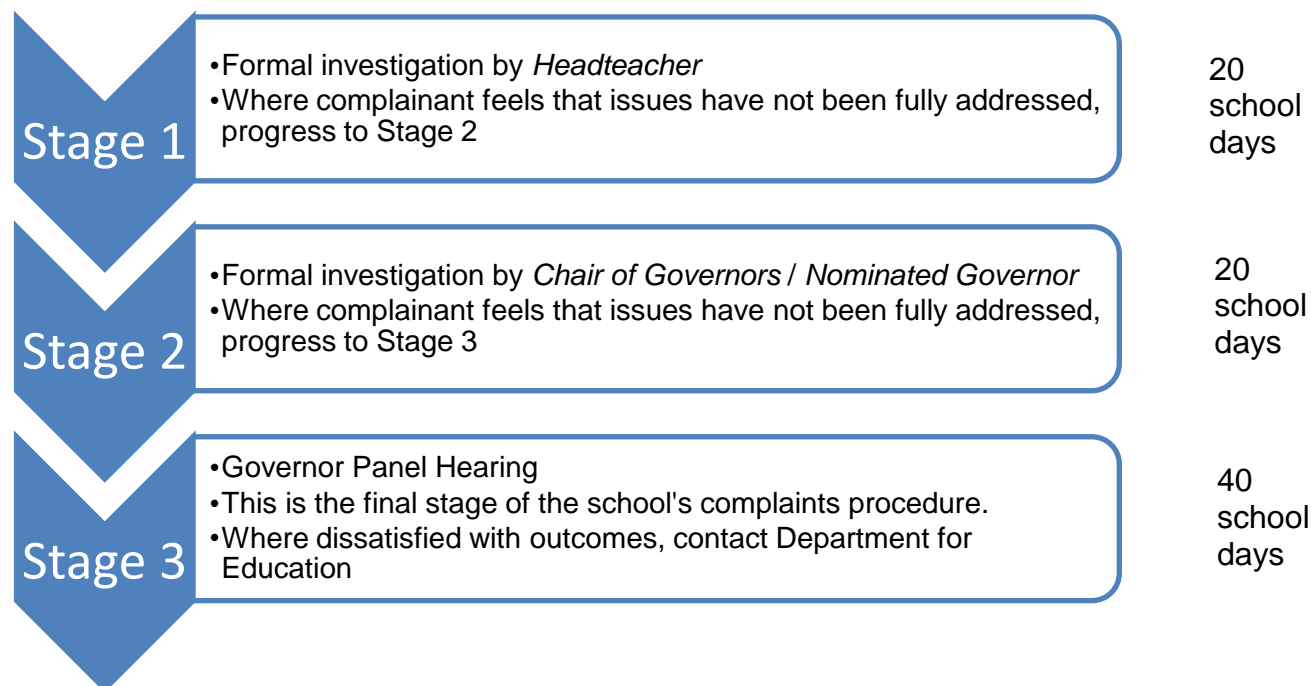 Stage 1
•Formal investigation by Headteacher
•Where complainant feels that issues have not been fully addressed,
progress to Stage 2
20
school
days
Stage 2
•Formal investigation by Chair of Governors / Nominated Governor
•Where complainant feels that issues have not been fully addressed,
progress to Stage 3
20
school
days
Stage 3
•Governor Panel Hearing
•This is the final stage of the school's complaints procedure.
•Where dissatisfied with outcomes, contact Department for
Education
40
school
days